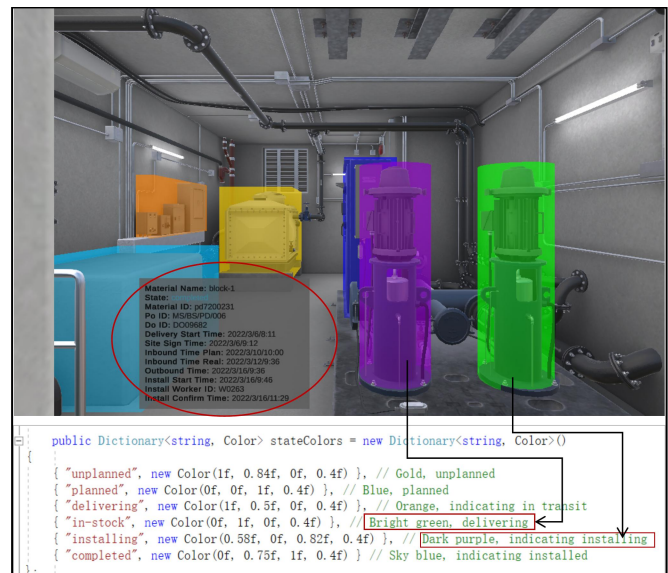 Material Name: block-1
State:
Material ID: pd7200231
Po ID: MS/BS/PD/006
Do ID: DO09682
Delivery Start Time: 2022/3/6/8:11
Site Sign Time: 2022/3/6/9:12
Inbound Time Plan: 2022/3/10/10:00
Inbound Time Real: 2022/3/12/9:36
Outbound Time: 2022/3/16/9:36
Install Start Time: 2022/3/16/9:46
Install Worker ID: W0263
Install Confirm Time: 2022/3/16/11:29
public Dictionary<string, Color> stateColors = new Dictionary<string, Color>()
{
{ "unplanned", new Color(1f, 0.84f, 0f, 0.4f) }, // Gold, unplanned
{ "planned", new Color(0f, 0f, 1f, 0.4f) }, // Blue, planned
{ "delivering", new Color(1f, 0.5f, 0f, 0.4f) }, // Orange, indicating in transit
{ "in-stock", new Color(0f, 1f, 0f, 0.4f) }, // Bright green, delivering
{ "installing", new Color(0.58f, 0f, 0.82f, 0.4f) }, // Dark purple, indicating installing
{ "completed", new Color(0f, 0.75f, 1f, 0.4f) } // Sky blue, indicating installed
};